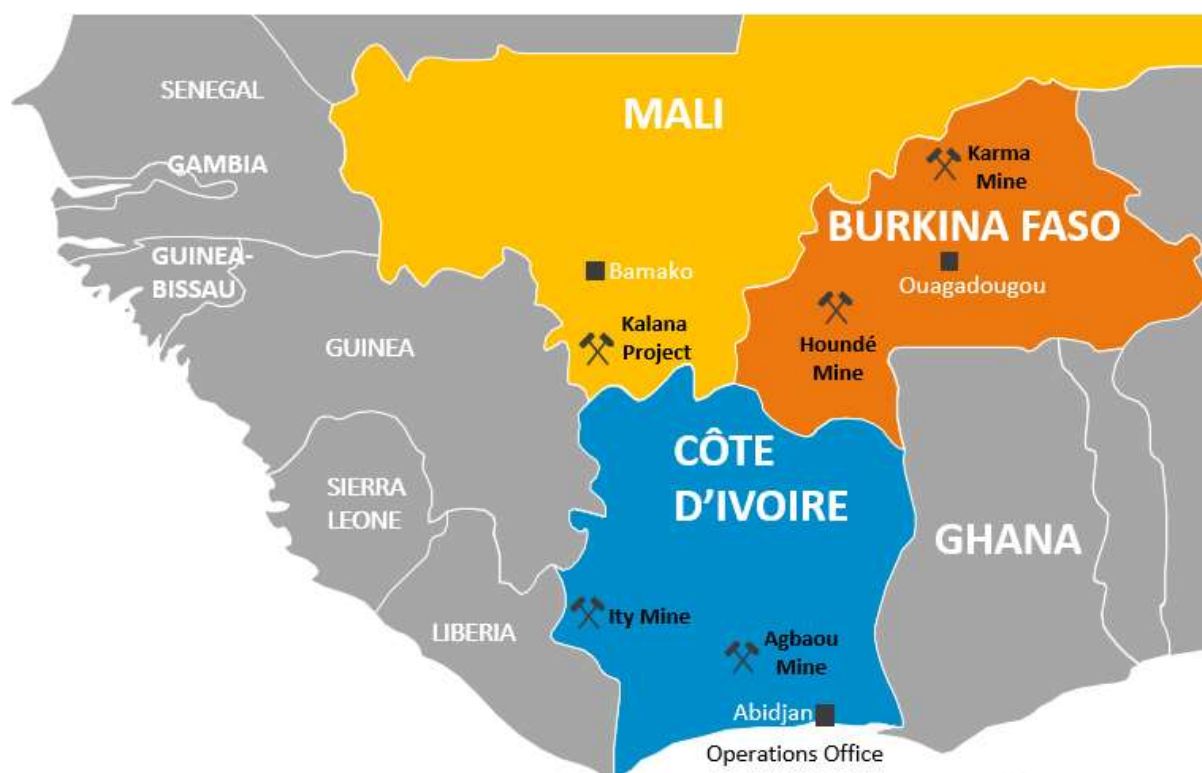 SENEGAL
GAMBIA
GUINEA-
BISSAU
GUINEA
SIERRA
LEONE
LIBERIA
MALI
Bamako
Kalana
Project
Karma
Mine
BURKINA FASO
Ouagadougou
Houndé
Mine
CÔTE
D’IVOIRE
GHANA
Ity Mine
Agbaou
Mine
Abidjan
Operations Office